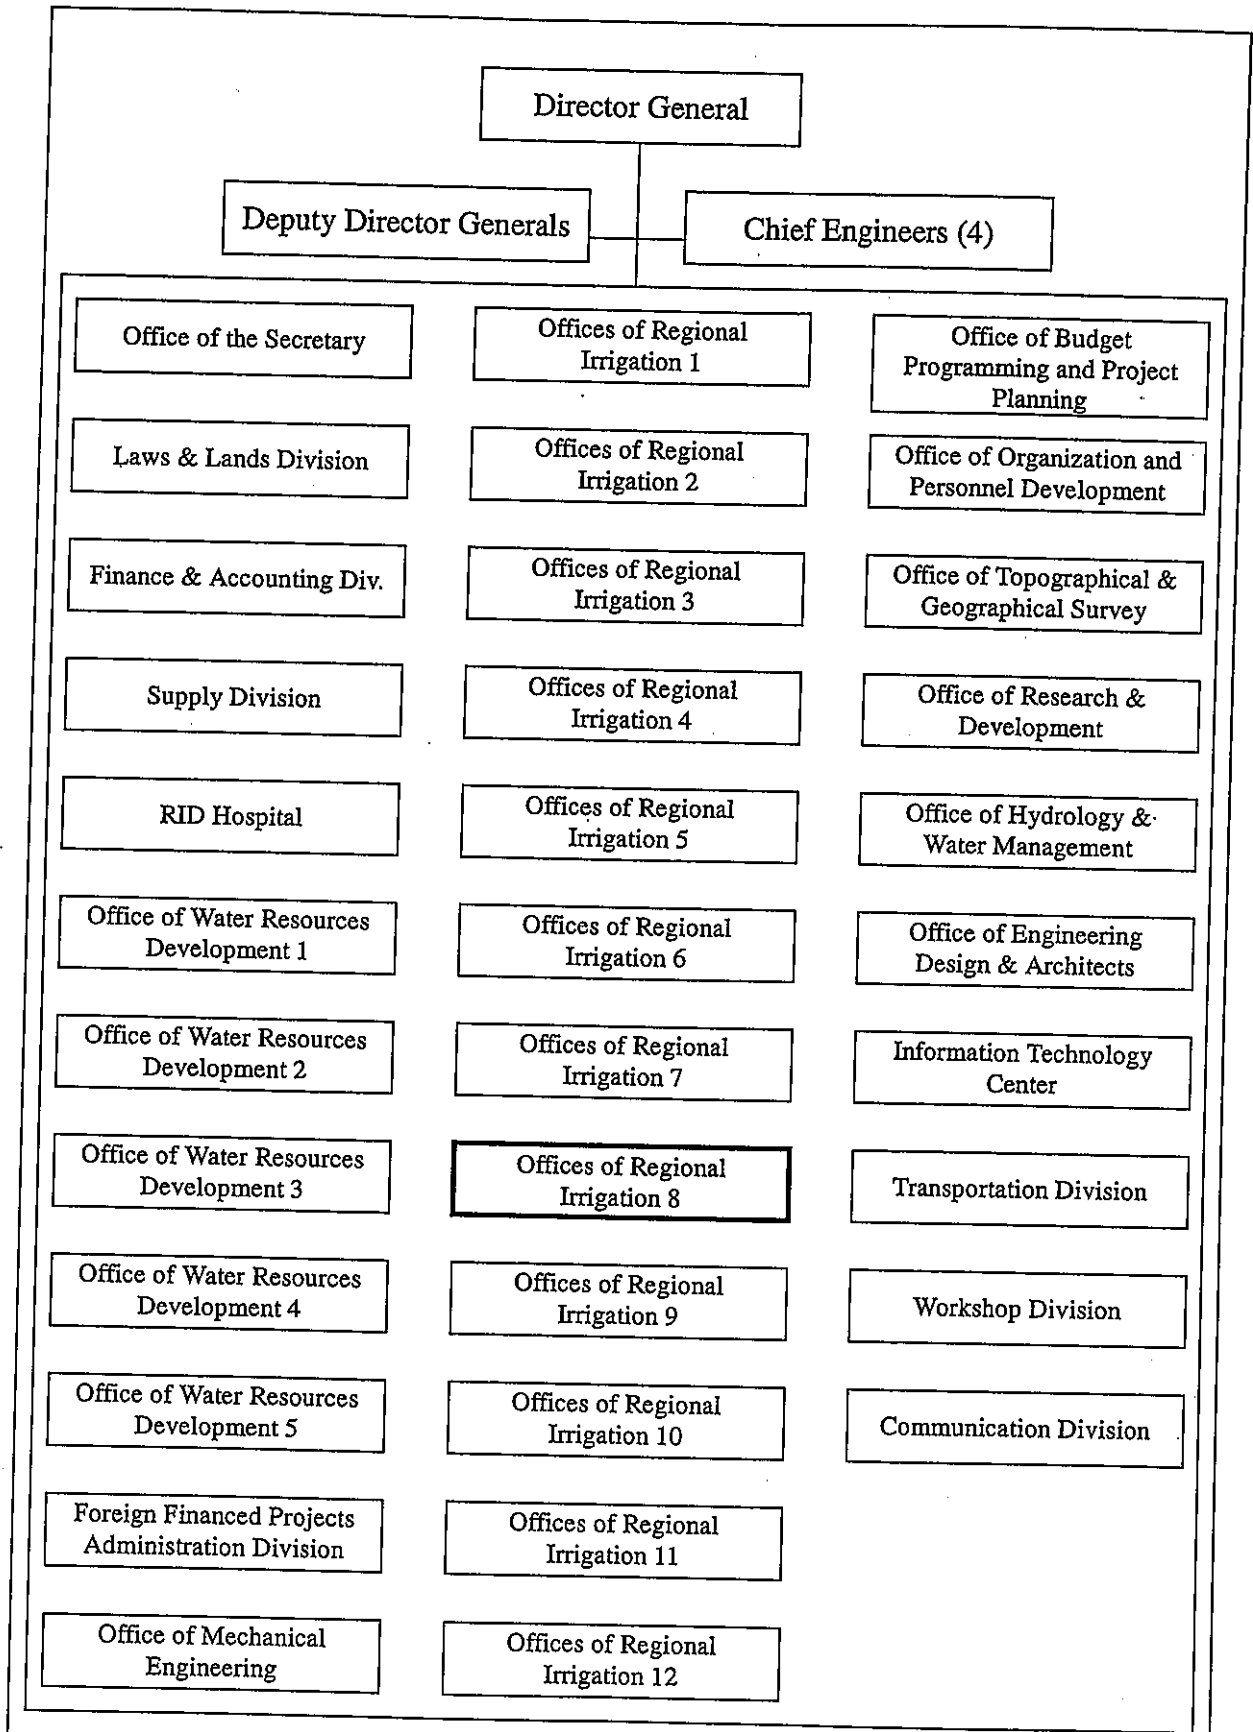 Director General
Deputy Director Generals
Chief Engineers (4)
Office of the Secretary
Laws & Lands Division
Finance & Accounting Div.
Supply Division
RID Hospital
Office of Water Resources
Development 1
Office of Water Resources
Development 2
Office of Water Resources
Development 3
Office of Water Resources
Development 4
Office of Water Resources
Development 5
Foreign Financed Projects
Administration Division
Office of Mechanical
Engineering
Offices of Regional
Irrigation 1
Offices of Regional
Irrigation 2
Offices of Regional
Irrigation 3
Offices of Regional
Irrigation 4
Offices of Regional
Irrigation 5
Offices of Regional
Irrigation 6
Offices of Regional
Irrigation 7
Offices of Regional
Irrigation 8
Offices of Regional
Irrigation 9
Offices of Regional
Irrigation 10
Offices of Regional
Irrigation 11
Offices of Regional
Irrigation 12
Office of Budget
Programming and Project
Planning
Office of Organization and
Personnel Development
Office of Topographical &
Geographical Survey
Office of Research &
Development
Office of Hydrology &
Water Management
Office of Engineering
Design & Architects
Information Technology
Center
Transportation Division
Workshop Division
Communication Division